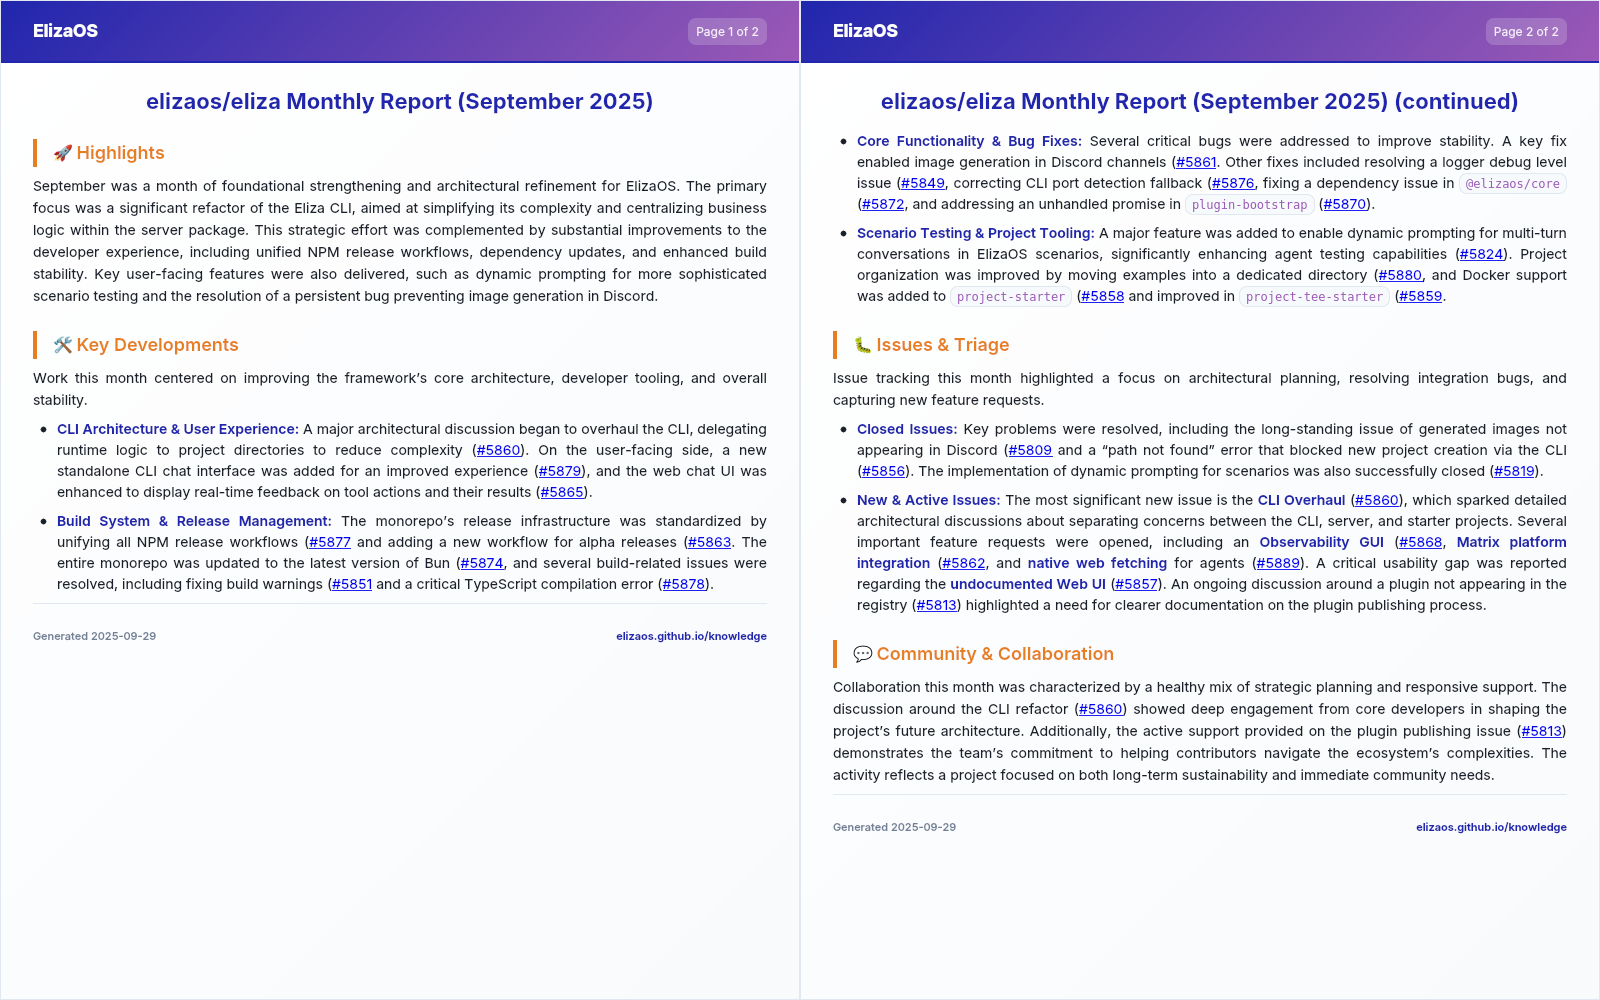 ElizaOS
Page 1 of 2
elizaos/eliza Monthly Report (September 2025)
🚀 Highlights
September was a month of foundational strengthening and architectural refinement for ElizaOS. The primary
focus was a significant refactor of the Eliza CLI, aimed at simplifying its complexity and centralizing business
logic within the server package. This strategic effort was complemented by substantial improvements to the
developer experience, including unified NPM release workflows, dependency updates, and enhanced build
stability. Key user-facing features were also delivered, such as dynamic prompting for more sophisticated
scenario testing and the resolution of a persistent bug preventing image generation in Discord.
🛠️ Key Developments
Work this month centered on improving the framework’s core architecture, developer tooling, and overall
stability.
• CLI Architecture & User Experience: A major architectural discussion began to overhaul the CLI, delegating
runtime logic to project directories to reduce complexity (#5860). On the user-facing side, a new
standalone CLI chat interface was added for an improved experience (#5879), and the web chat UI was
enhanced to display real-time feedback on tool actions and their results (#5865).
• Build System & Release Management: The monorepo’s release infrastructure was standardized by
unifying all NPM release workflows (#5877 and adding a new workflow for alpha releases (#5863. The
entire monorepo was updated to the latest version of Bun (#5874, and several build-related issues were
resolved, including fixing build warnings (#5851 and a critical TypeScript compilation error (#5878).
Generated 2025-09-29
elizaos.github.io/knowledge
ElizaOS
Page 2 of 2
elizaos/eliza Monthly Report (September 2025) (continued)
• Core Functionality & Bug Fixes: Several critical bugs were addressed to improve stability. A key fix
enabled image generation in Discord channels (#5861. Other fixes included resolving a logger debug level
issue (#5849, correcting CLI port detection fallback (#5876, fixing a dependency issue in @elizaos/core
(#5872, and addressing an unhandled promise in plugin-bootstrap (#5870).
• Scenario Testing & Project Tooling: A major feature was added to enable dynamic prompting for multi-turn
conversations in ElizaOS scenarios, significantly enhancing agent testing capabilities (#5824). Project
organization was improved by moving examples into a dedicated directory (#5880, and Docker support
was added to project-starter (#5858 and improved in project-tee-starter (#5859.
🐛 Issues & Triage
Issue tracking this month highlighted a focus on architectural planning, resolving integration bugs, and
capturing new feature requests.
• Closed Issues: Key problems were resolved, including the long-standing issue of generated images not
appearing in Discord (#5809 and a “path not found” error that blocked new project creation via the CLI
(#5856). The implementation of dynamic prompting for scenarios was also successfully closed (#5819).
• New & Active Issues: The most significant new issue is the CLI Overhaul (#5860), which sparked detailed
architectural discussions about separating concerns between the CLI, server, and starter projects. Several
important feature requests were opened, including an Observability GUI (#5868, Matrix platform
integration (#5862, and native web fetching for agents (#5889). A critical usability gap was reported
regarding the undocumented Web UI (#5857). An ongoing discussion around a plugin not appearing in the
registry (#5813) highlighted a need for clearer documentation on the plugin publishing process.
💬 Community & Collaboration
Collaboration this month was characterized by a healthy mix of strategic planning and responsive support. The
discussion around the CLI refactor (#5860) showed deep engagement from core developers in shaping the
project’s future architecture. Additionally, the active support provided on the plugin publishing issue (#5813)
demonstrates the team’s commitment to helping contributors navigate the ecosystem’s complexities. The
activity reflects a project focused on both long-term sustainability and immediate community needs.
Generated 2025-09-29
elizaos.github.io/knowledge